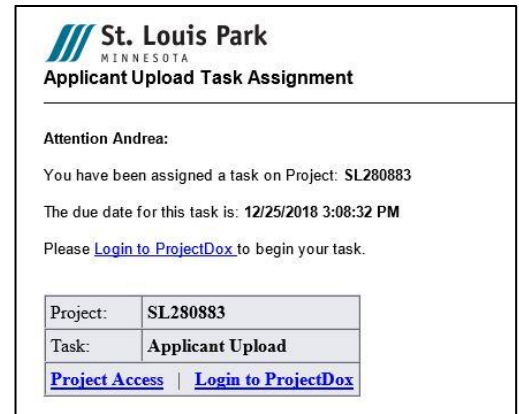 St. Louis Park
MINNESOTA
Applicant Upload Task Assignment
Attention Andrea:
You have been assigned a task on Project: SL280883
The due date for this task is: 12/25/2018 3:08:32 PM
Please Login to ProjectDox to begin your task.
Project: SL280883
Task: Applicant Upload
Project Access | Login to ProjectDox